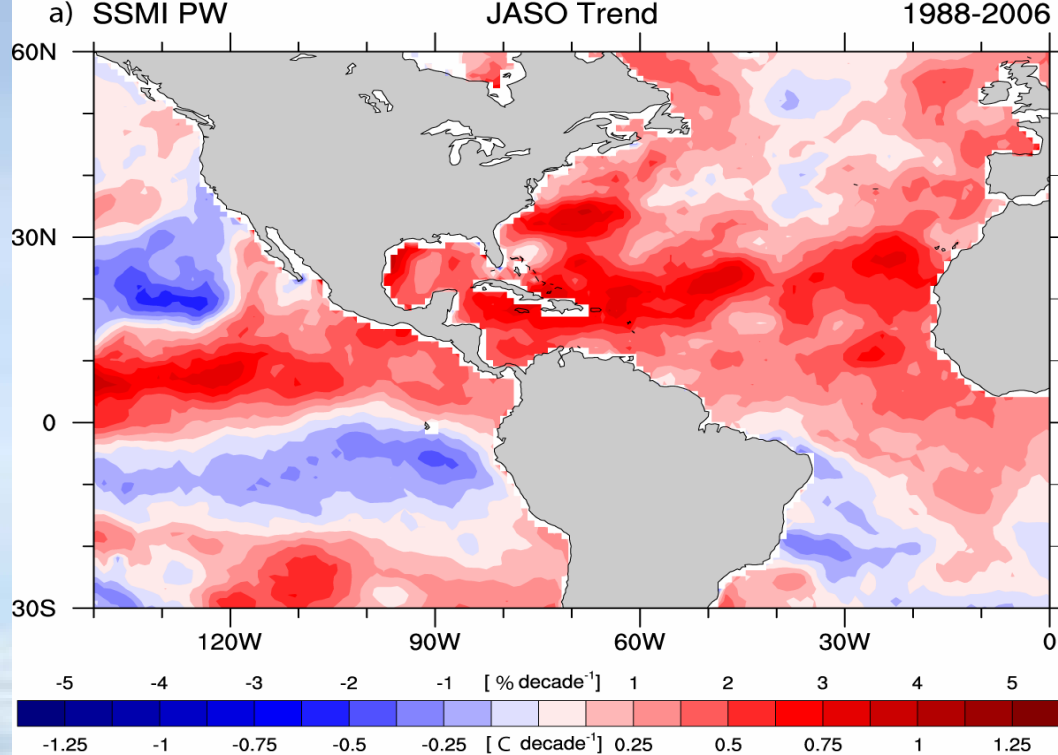 a) SSMI PW JASO Trend 1988-2006
60N
30N
0
30S
120W 90W 60W 30W 0
-5 -4 -3 -2 -1 [ % decade⁻¹] 1 2 3 4 5
-1.25 -1 -0.75 -0.5 -0.25 [ C decade⁻¹] 0.25 0.5 0.75 1 1.25